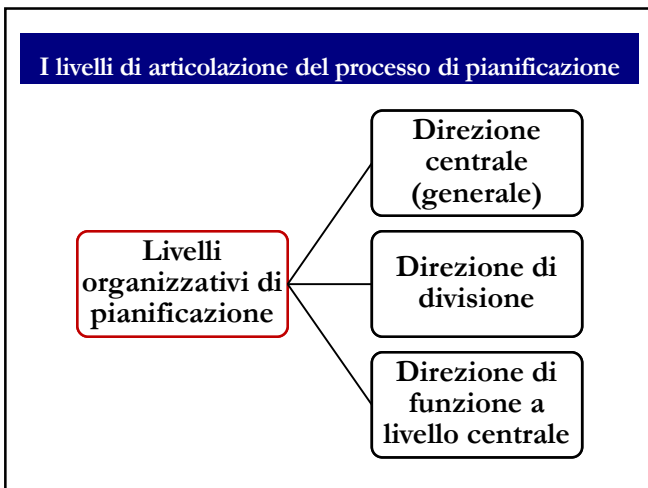 I livelli di articolazione del processo di pianificazione
Direzione
centrale
(generale)
Livelli
organizzativi di
pianificazione
Direzione di
divisione
Direzione di
funzione a
livello centrale